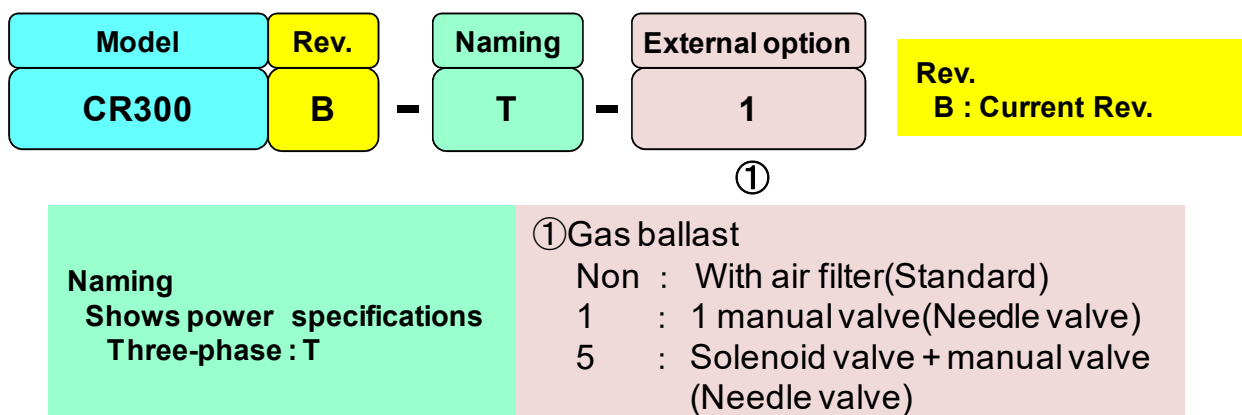 Model Rev. Naming External option
CR300 B - T - 1
①
Rev.
B : Current Rev.
Naming
Shows power specifications
Three-phase : T
①Gas ballast
Non : With air filter(Standard)
1 : 1 manual valve(Needle valve)
5 : Solenoid valve + manual valve
(Needle valve)